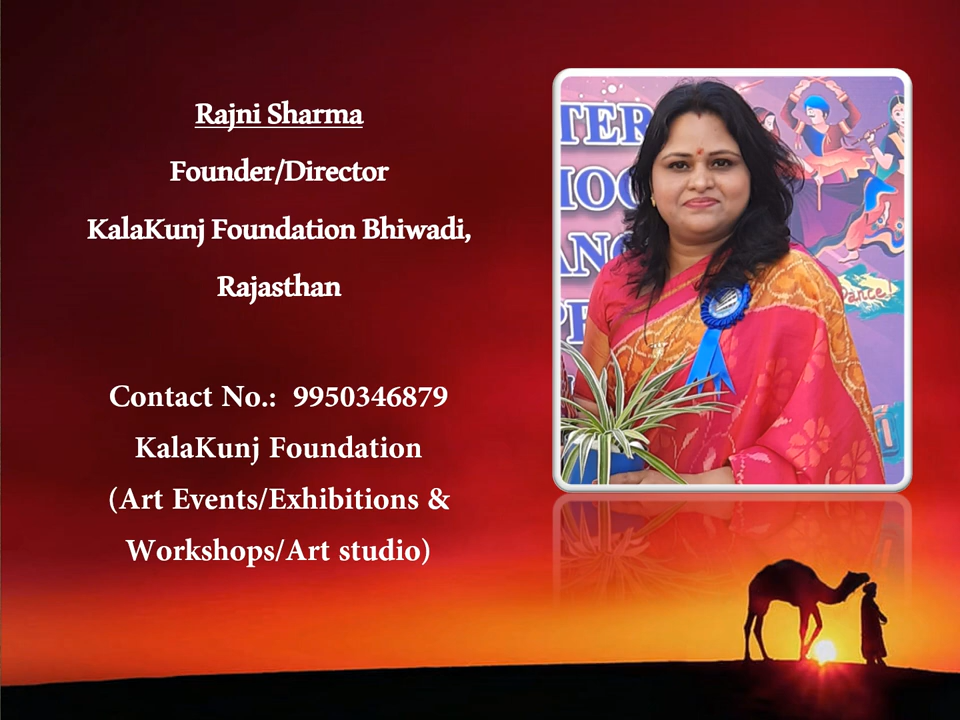 Rajni Sharma
Founder/Director
KalaKunj Foundation Bhiwadi,
Rajasthan
Contact No.: 9950346879
KalaKunj Foundation
(Art Events/Exhibitions &
Workshops/Art studio)
Dance!